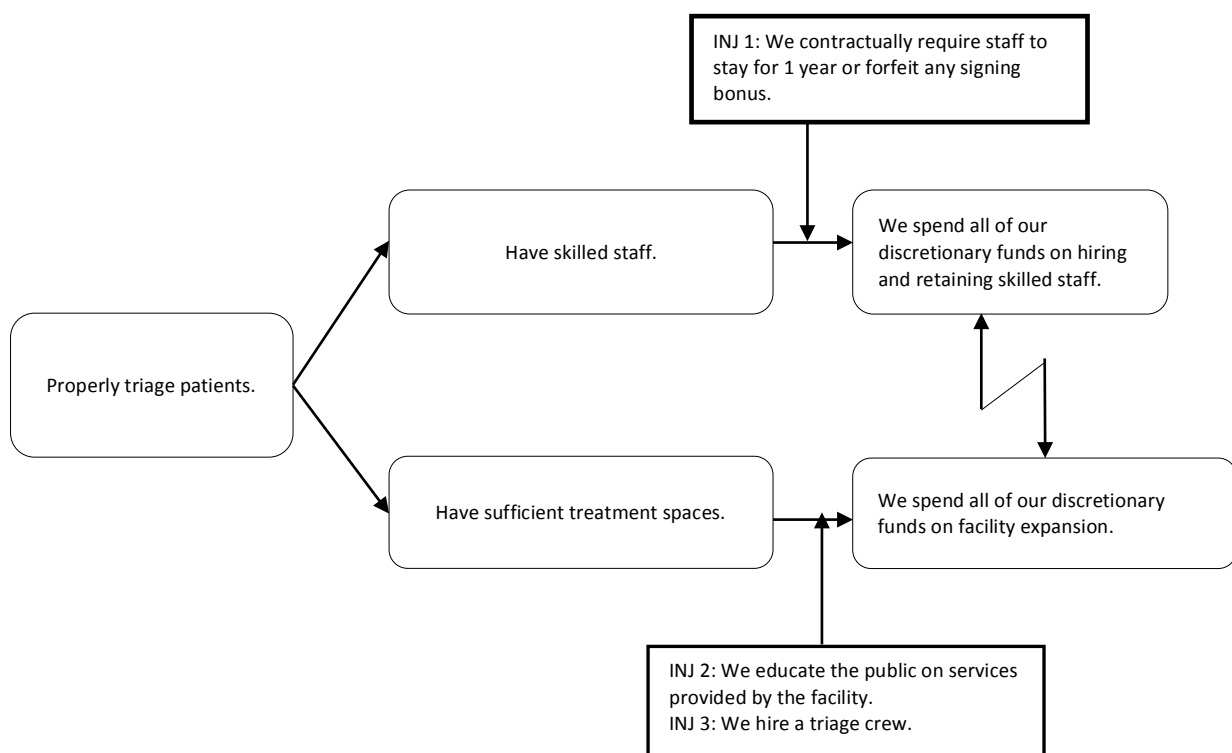 INJ 1: We contractually require staff to
stay for 1 year or forfeit any signing
bonus.
Have skilled staff.
We spend all of our
discretionary funds on hiring
and retaining skilled staff.
Properly triage patients.
Have sufficient treatment spaces.
We spend all of our discretionary
funds on facility expansion.
INJ 2: We educate the public on services
provided by the facility.
INJ 3: We hire a triage crew.